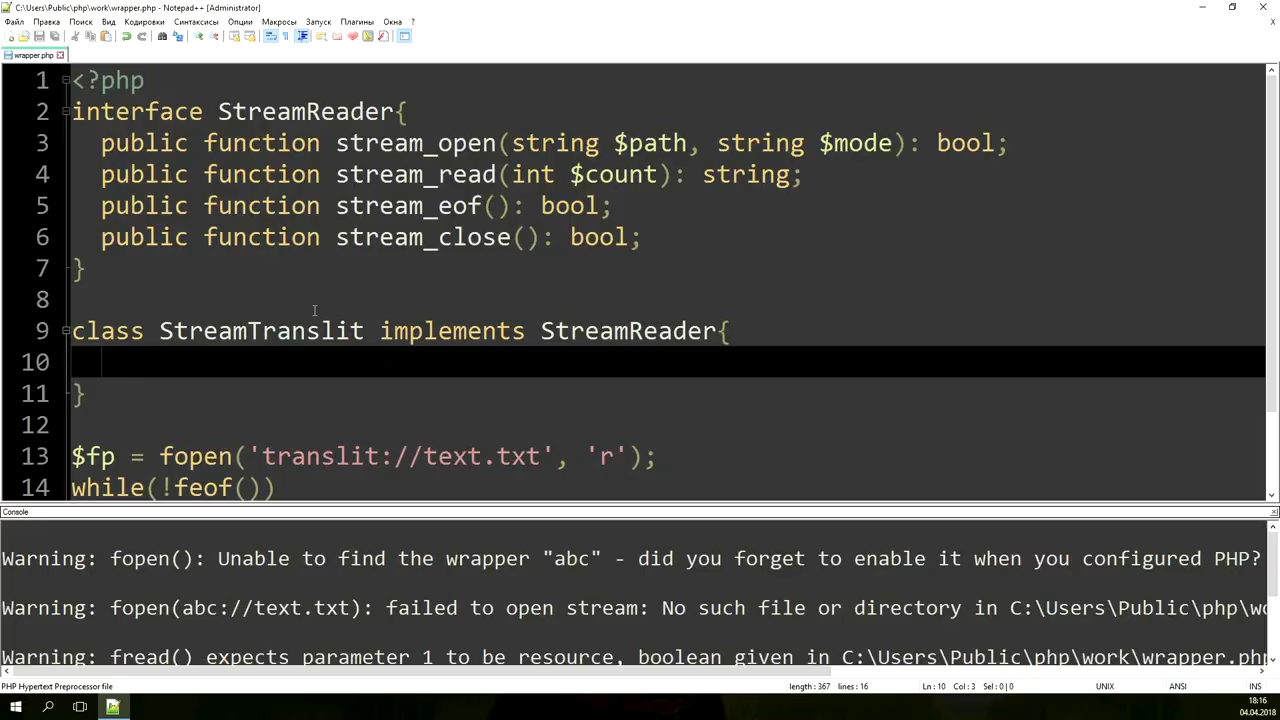 C:\Users\Public\php\work\wrapper.php - Notepad++ [Administrator]
Файл Правка Поиск Вид Кодировки Синтаксисы Опции Макросы Запуск Плагины Окна ?
wrapper.php
1 <?php
2 interface StreamReader{
3 public function stream_open(string $path, string $mode): bool;
4 public function stream_read(int $count): string;
5 public function stream_eof(): bool;
6 public function stream_close(): bool;
7 }
8
9 class StreamTranslit implements StreamReader{
10
11 }
12
13 $fp = fopen('translit://text.txt', 'r');
14 while(!feof())
Console
Warning: fopen(): Unable to find the wrapper "abc" - did you forget to enable it when you configured PHP?
Warning: fopen(abc://text.txt): failed to open stream: No such file or directory in C:\Users\Public\php\wo
Warning: fread() expects parameter 1 to be resource, boolean given in C:\Users\Public\php\work\wrapper.php
PHP Hypertext Preprocessor file length : 367 lines : 16 Ln : 10 Col : 3 Sel : 0 | 0 UNIX ANSI INS
18:16
04.04.2018